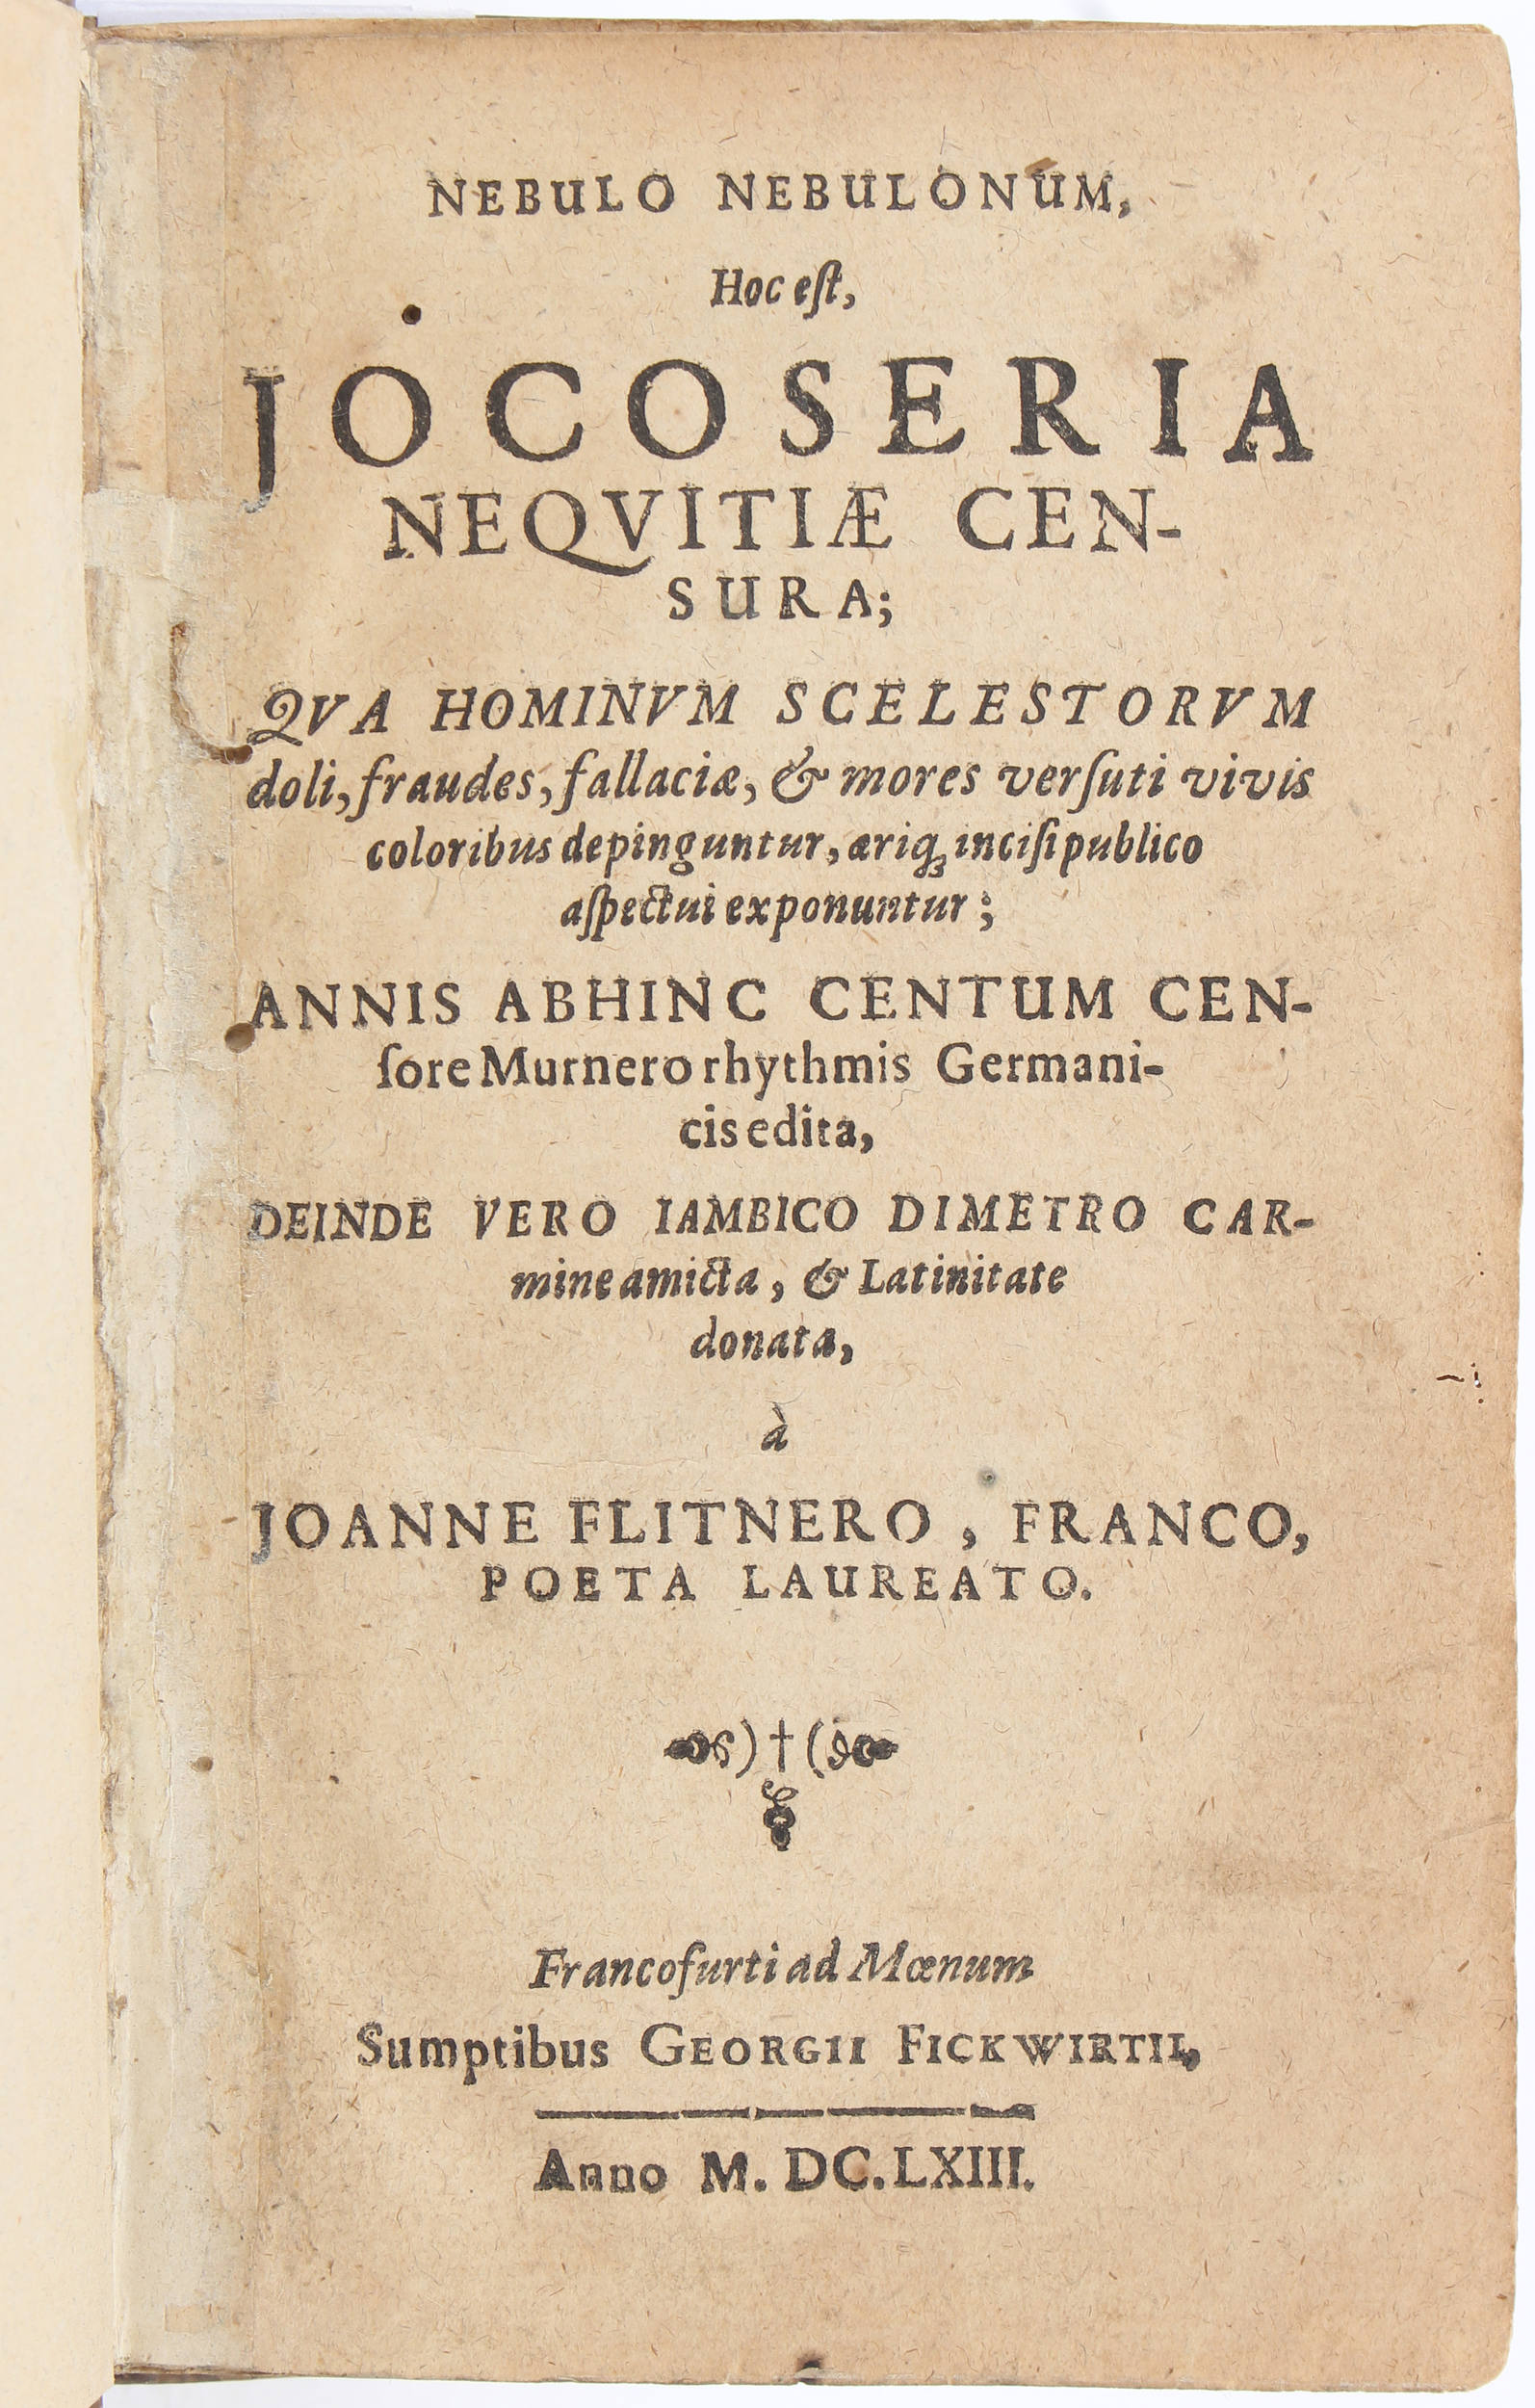 NEBULO NEBULONUM,
Hoc eſt,
JOCOSERIA
NEQVITIÆ CEN-
SURA;
QVA HOMINVM SCELESTORVM
doli, fraudes, fallaciæ, & mores verſuti vivis
coloribus depinguntur, æriq́ꝫ inciſi publico
aſpectui exponuntur;
ANNIS ABHINC CENTUM CEN-
ſore Murnero rhythmis Germani-
cis edita,
DEINDE VERO IAMBICO DIMETRO CAR-
mine amicta, & Latinitate
donata,
à
JOANNE FLITNERO, FRANCO,
POETA LAUREATO.
Francofurti ad Mœnum
Sumptibus GEORGII FICKWIRTII,
Anno M. DC. LXIII.